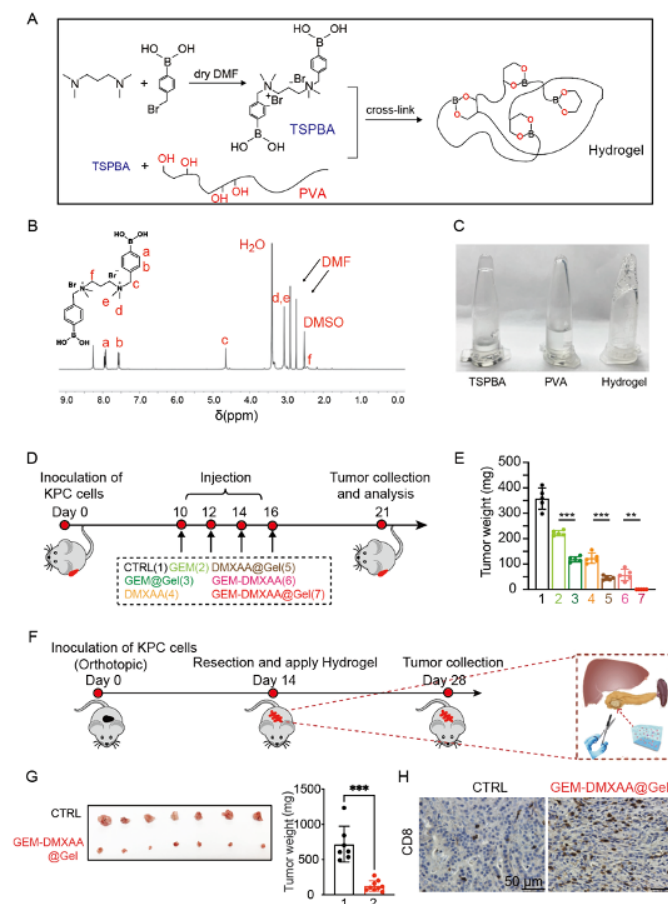 A
HO OH
B
N N
+
Br
dry DMF
HO OH
B
N
Br
+Br
N
B
HO OH
TSPBA
cross-link
B O
O
Hydrogel
TSPBA
+
OH OH
OH
OH
PVA
B
HO OH
B
a
b
c
f
e
d
Br
N
B
HO OH
H2O
DMF
d,e
DMSO
a b c f
9.0 8.0 7.0 6.0 5.0 4.0 3.0 2.0 1.0 0.0
δ(ppm)
C
TSPBA PVA Hydrogel
D
Inoculation of KPC cells
Day 0
Injection
10 12 14 16
Tumor collection and analysis
21
CTRL(1) GEM(2) DMXAA@Gel(5)
GEM@Gel(3) GEM-DMXAA(6)
DMXAA(4) GEM-DMXAA@Gel(7)
E
Tumor weight (mg)
400
300
200
100
0
*** *** **
1 2 3 4 5 6 7
F
Inoculation of KPC cells
(Orthotopic)
Day 0
Resection and apply Hydrogel
Day 14
Tumor collection
Day 28
G
CTRL
GEM-DMXAA
@Gel
Tumor weight (mg)
1500
1000
500
0
***
1 2
H
CTRL GEM-DMXAA@Gel
CD8
50 μm